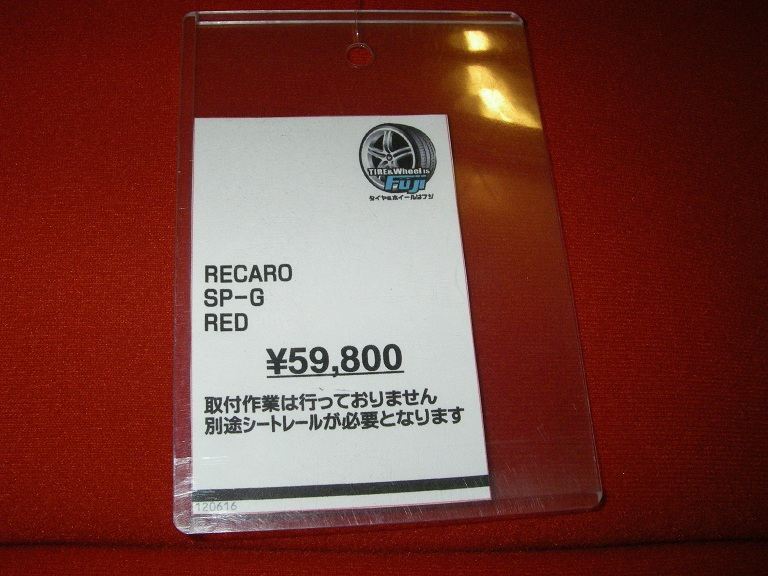 TIRE&Wheel is
Fuji
タイヤ&ホイールはフジ
RECARO
SP-G
RED
¥59,800
取付作業は行っておりません
別途シートレールが必要となります
120616